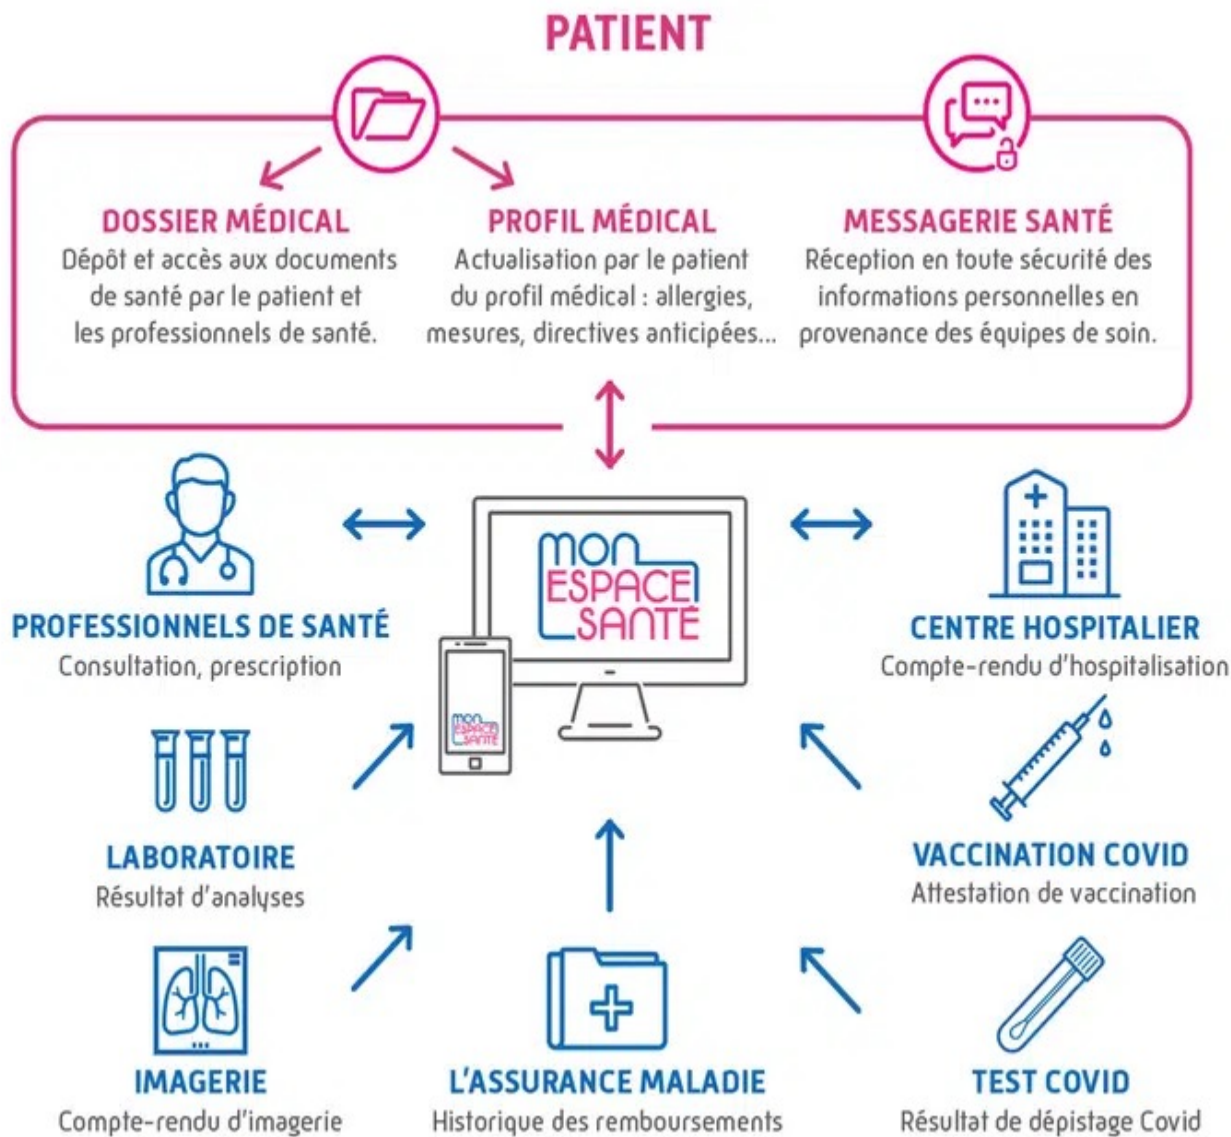 PATIENT
DOSSIER MÉDICAL
Dépôt et accès aux documents
de santé par le patient et
les professionnels de santé.
PROFIL MÉDICAL
Actualisation par le patient
du profil médical : allergies,
mesures, directives anticipées...
MESSAGERIE SANTÉ
Réception en toute sécurité des
informations personnelles en
provenance des équipes de soin.
mon
ESPACE
SANTÉ
mon
ESPACE
SANTÉ
PROFESSIONNELS DE SANTÉ
Consultation, prescription
CENTRE HOSPITALIER
Compte-rendu d'hospitalisation
LABORATOIRE
Résultat d'analyses
VACCINATION COVID
Attestation de vaccination
IMAGERIE
Compte-rendu d'imagerie
L'ASSURANCE MALADIE
Historique des remboursements
TEST COVID
Résultat de dépistage Covid